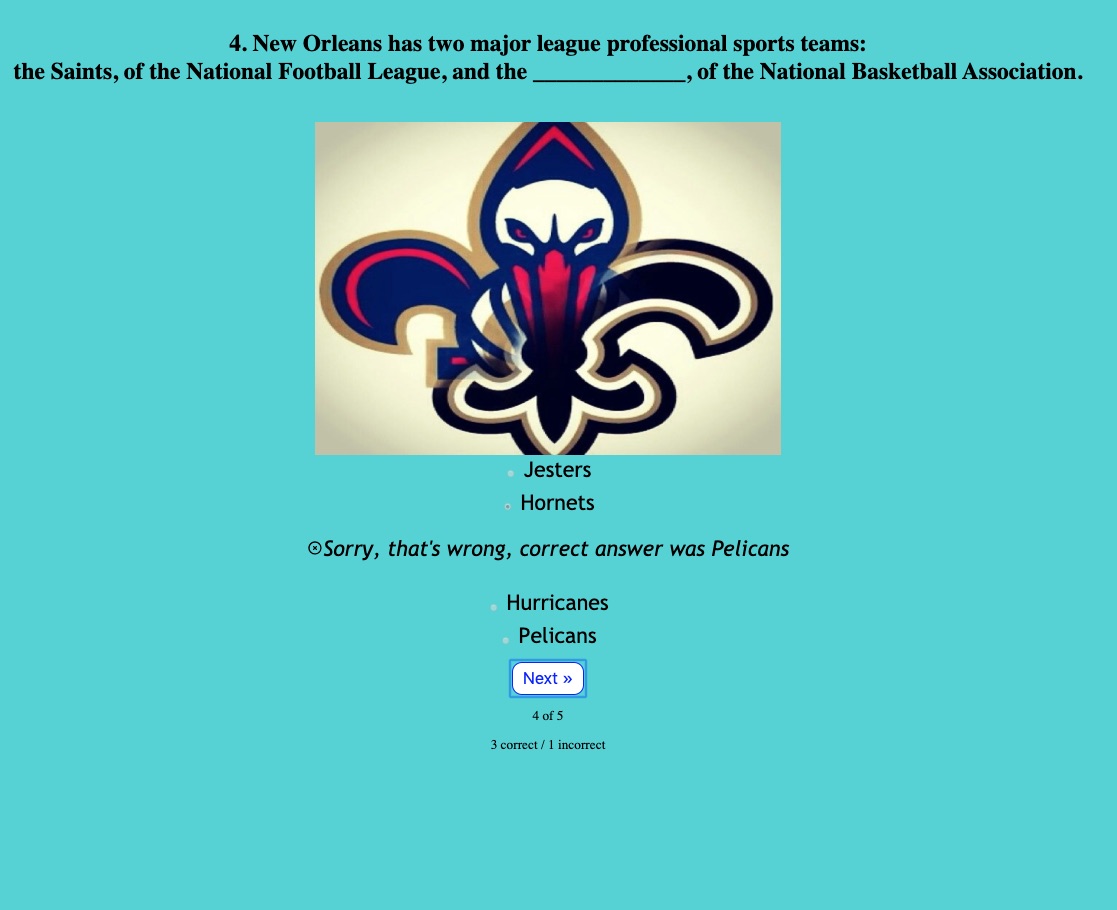 4. New Orleans has two major league professional sports teams:
the Saints, of the National Football League, and the _____________, of the National Basketball Association.
Jesters
Hornets
Sorry, that's wrong, correct answer was Pelicans
Hurricanes
Pelicans
Next »
4 of 5
3 correct / 1 incorrect